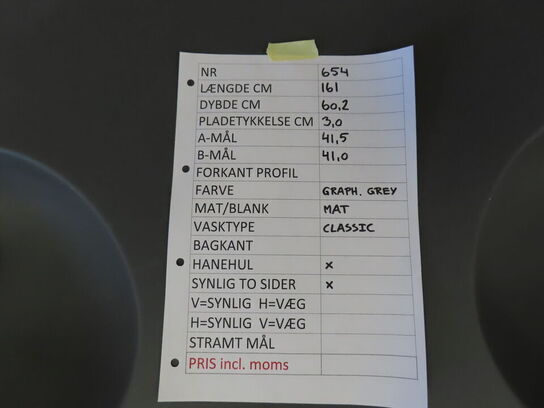 NR 654
LÆNGDE CM 161
DYBDE CM 60,2
PLADETYKKELSE CM 3,0
A-MÅL 41,5
B-MÅL 41,0
FORKANT PROFIL
FARVE GRAPH. GREY
MAT/BLANK MAT
VASKTYPE CLASSIC
BAGKANT
HANEHUL x
SYNLIG TO SIDER x
V=SYNLIG H=VÆG
H=SYNLIG V=VÆG
STRAMT MÅL
PRIS incl. moms